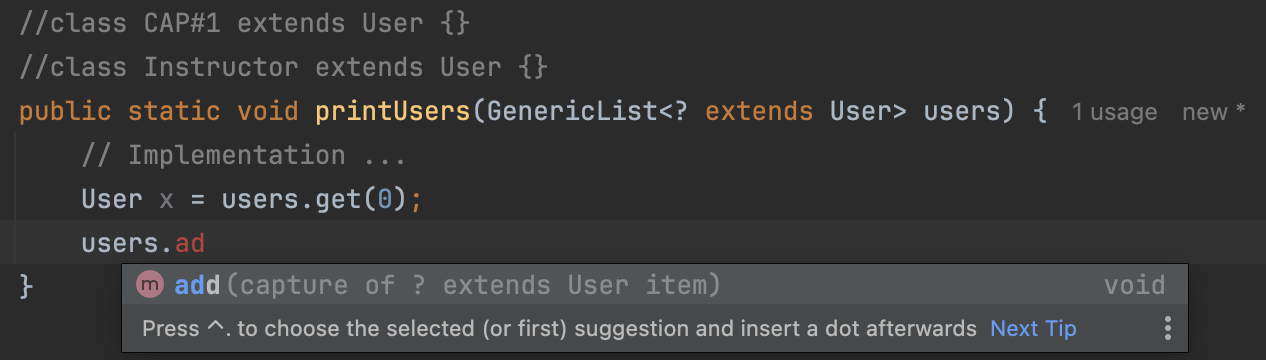 //class CAP#1 extends User {}
//class Instructor extends User {}
public static void printUsers(GenericList<? extends User> users) { 1 usage new *
// Implementation ...
User x = users.get(0);
users.ad
}
m add(capture of ? extends User item) void
Press ^. to choose the selected (or first) suggestion and insert a dot afterwards Next Tip